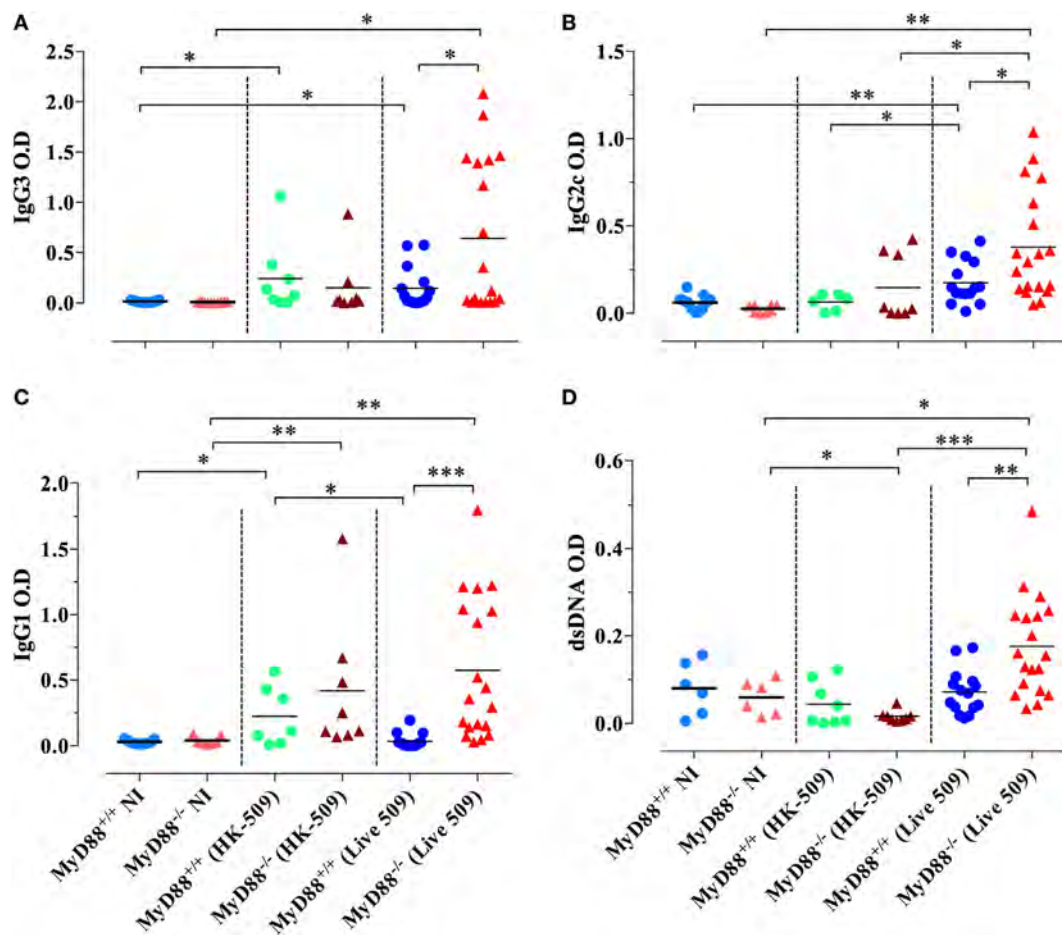 A
*
*
*
*
*
IgG3 O.D
2.5
2.0
1.5
1.0
0.5
0.0
B
**
*
*
**
*
IgG2c O.D
1.5
1.0
0.5
0.0
C
**
**
*
*
***
IgG1 O.D
2.0
1.5
1.0
0.5
0.0
MyD88+/+ NI
MyD88-/- NI
MyD88+/+ (HK-509)
MyD88-/- (HK-509)
MyD88+/+ (Live 509)
MyD88-/- (Live 509)
D
*
***
*
**
dsDNA O.D
0.6
0.4
0.2
0.0
MyD88+/+ NI
MyD88-/- NI
MyD88+/+ (HK-509)
MyD88-/- (HK-509)
MyD88+/+ (Live 509)
MyD88-/- (Live 509)